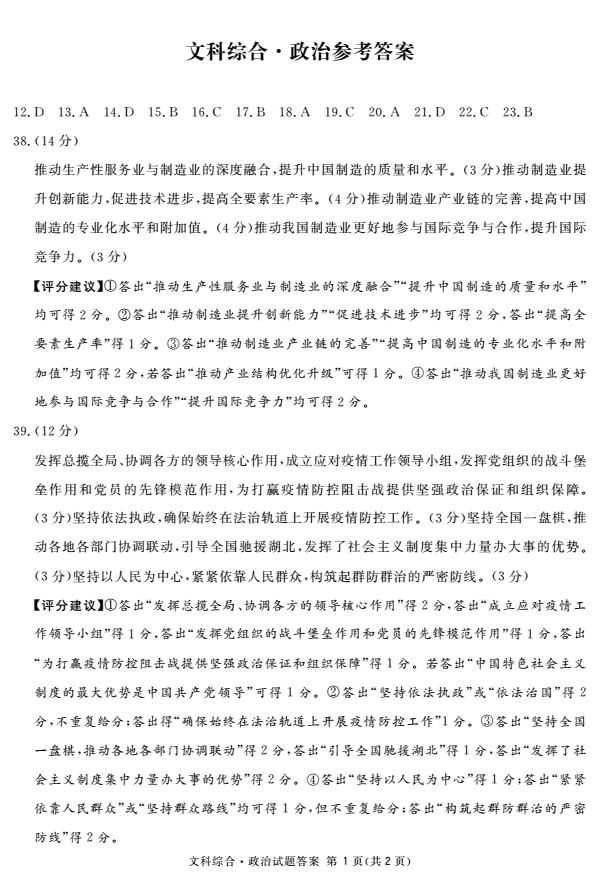 文科综合·政治参考答案
12.D 13.A 14.D 15.B 16.C 17.B 18.A 19.C 20.A 21.D 22.C 23.B
38.(14分)
推动生产性服务业与制造业的深度融合,提升中国制造的质量和水平。(3分)推动制造业提
升创新能力,促进技术进步,提高全要素生产率。(4分)推动制造业产业链的完善,提高中国
制造的专业化水平和附加值。(4分)推动我国制造业更好地参与国际竞争与合作,提升国际
竞争力。(3分)
【评分建议】①答出“推动生产性服务业与制造业的深度融合”“提升中国制造的质量和水平”
均可得2分。②答出“推动制造业提升创新能力”“促进技术进步”均可得2分,答出“提高全
要素生产率”得1分。③答出“推动制造业产业链的完善”“提高中国制造的专业化水平和附
加值”均可得2分,若答出“推动产业结构优化升级”可得1分。④答出“推动我国制造业更好
地参与国际竞争与合作”“提升国际竞争力”均可得2分。
39.(12分)
发挥总揽全局、协调各方的领导核心作用,成立应对疫情工作领导小组,发挥党组织的战斗堡
垒作用和党员的先锋模范作用,为打赢疫情防控阻击战提供坚强政治保证和组织保障。
(3分)坚持依法执政,确保始终在法治轨道上开展疫情防控工作。(3分)坚持全国一盘棋,推
动各地各部门协调联动,引导全国驰援湖北,发挥了社会主义制度集中力量办大事的优势。
(3分)坚持以人民为中心,紧紧依靠人民群众,构筑起群防群治的严密防线。(3分)
【评分建议】①答出“发挥总揽全局、协调各方的领导核心作用”得2分,答出“成立应对疫情工
作领导小组”得1分,答出“发挥党组织的战斗堡垒作用和党员的先锋模范作用”得1分,答出
“为打赢疫情防控阻击战提供坚强政治保证和组织保障”得1分。若答出“中国特色社会主义
制度的最大优势是中国共产党领导”可得1分。②答出“坚持依法执政”或“依法治国”得2
分,不重复给分;答出得“确保始终在法治轨道上开展疫情防控工作”1分。③答出“坚持全国
一盘棋,推动各地各部门协调联动”得2分,答出“引导全国驰援湖北”得1分,答出“发挥了社
会主义制度集中力量办大事的优势”得2分。④答出“坚持以人民为中心”得1分;答出“紧紧
依靠人民群众”或“坚持群众路线”均可得1分,但不重复给分;答出“构筑起群防群治的严密
防线”得2分。
文科综合·政治试题答案 第1页(共2页)